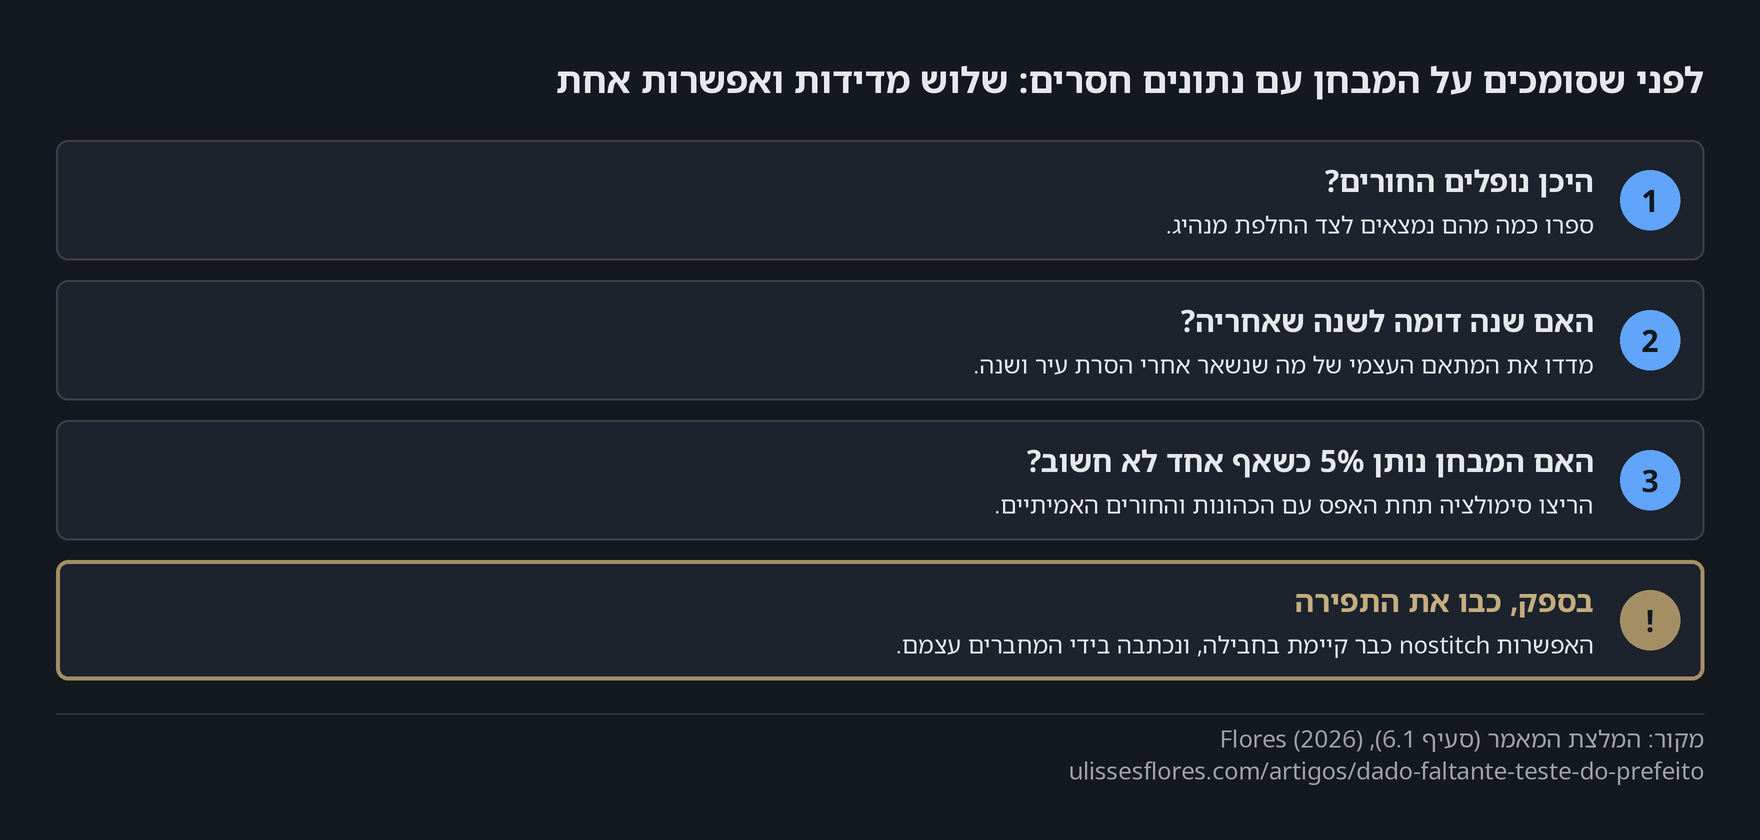 לפני שסומכים על המבחן עם נתונים חסרים: שלוש מדידות ואפשרות אחת
1
היכן נופלים החורים?
ספרו כמה מהם נמצאים לצד החלפת מנהיג.
2
האם שנה דומה לשנה שאחריה?
מדדו את המתאם העצמי של מה שנשאר אחרי הסרת עיר ושנה.
3
האם המבחן נותן 5% כשאף אחד לא חשוב?
הריצו סימולציה תחת האפס עם הכהונות והחורים האמיתיים.
!
בספק, כבו את התפירה
האפשרות nostitch כבר קיימת בחבילה, ונכתבה בידי המחברים עצמם.
מקור: המלצת המאמר (סעיף 6.1), Flores (2026)
ulissesflores.com/artigos/dado-faltante-teste-do-prefeito